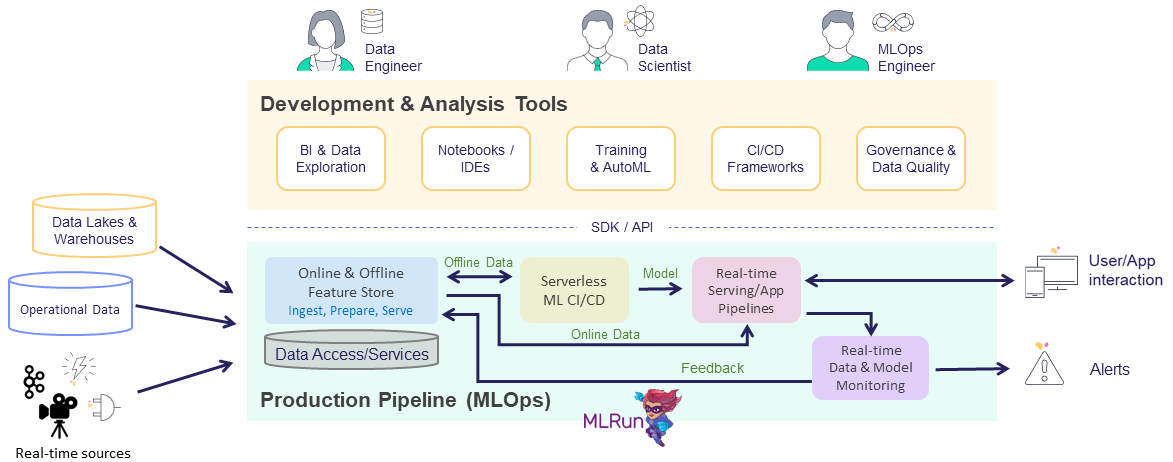 Data
Engineer
Data
Scientist
MLOps
Engineer
Development & Analysis Tools
BI & Data
Exploration
Notebooks /
IDEs
Training
& AutoML
CI/CD
Frameworks
Governance &
Data Quality
SDK / API
Data Lakes &
Warehouses
Operational Data
Real-time sources
Online & Offline
Feature Store
Ingest, Prepare, Serve
Data Access/Services
Offline Data
Serverless
ML CI/CD
Model
Real-time
Serving/App
Pipelines
Online Data
Real-time
Data & Model
Monitoring
Feedback
Production Pipeline (MLOps)
MLRun
User/App
interaction
Alerts